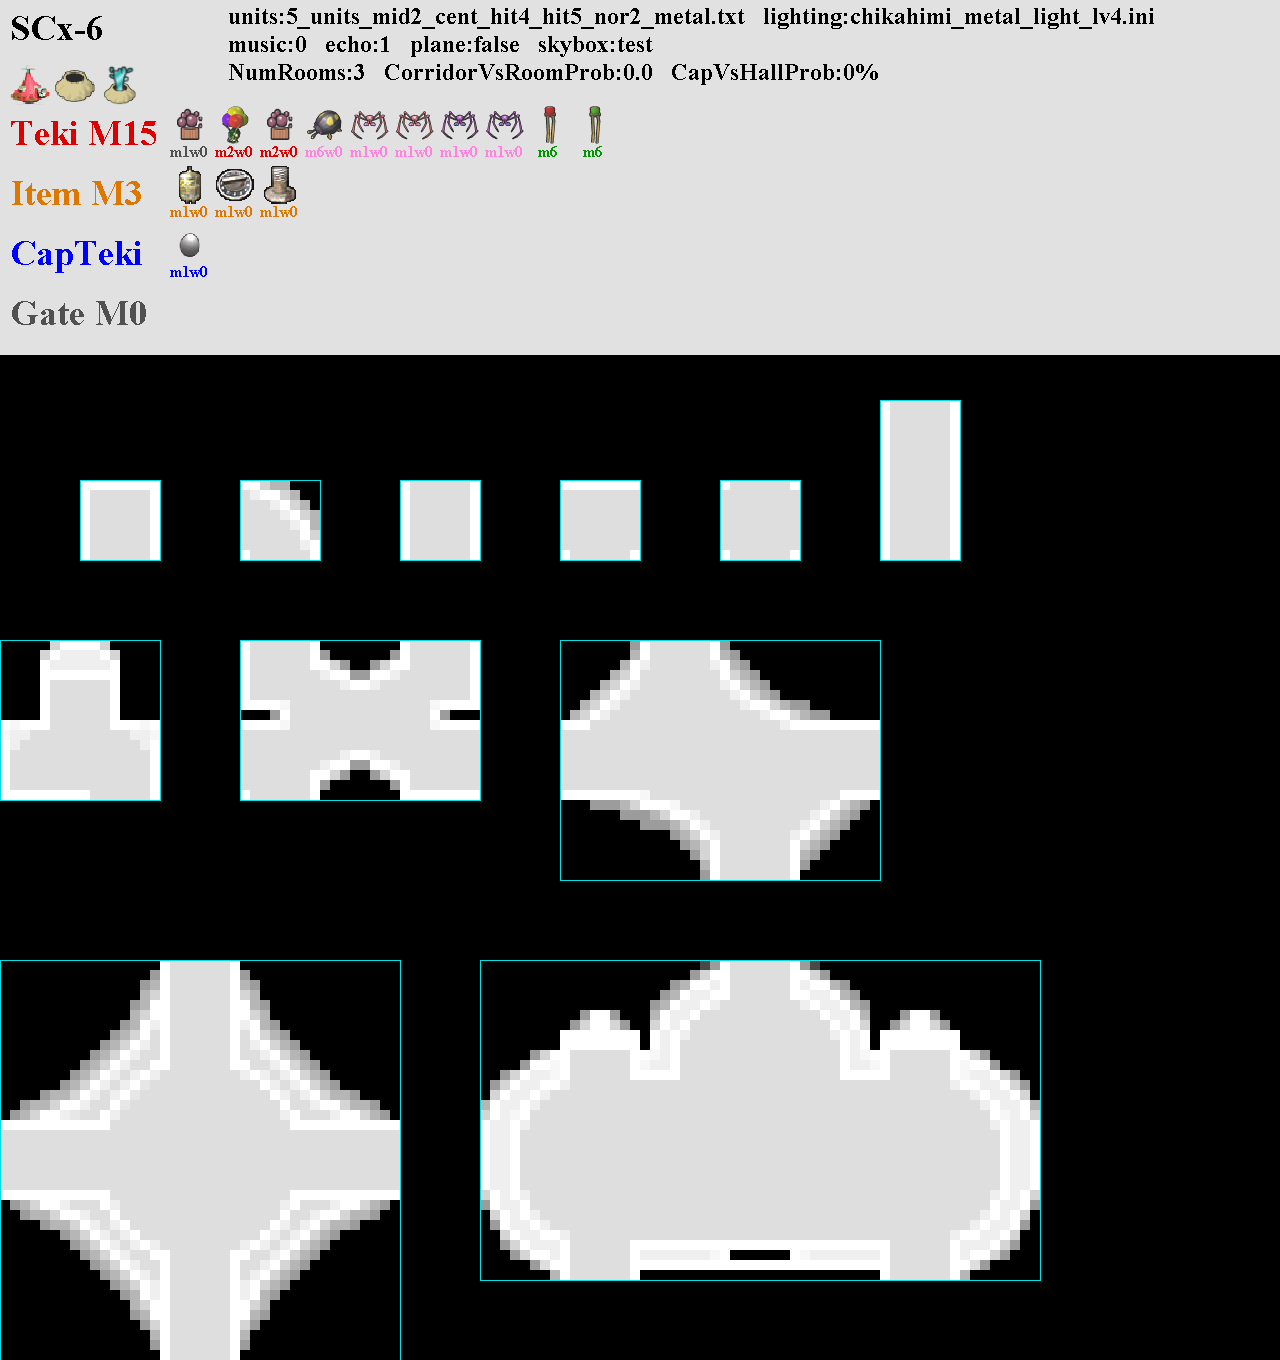 SCx-6
units:5_units_mid2_cent_hit4_hit5_nor2_metal.txt lighting:chikahimi_metal_light_lv4.ini
music:0 echo:1 plane:false skybox:test
NumRooms:3 CorridorVsRoomProb:0.0 CapVsHallProb:0%
Teki M15
m1w0 m2w0 m2w0 m6w0 m1w0 m1w0 m1w0 m1w0 m6 m6
Item M3
m1w0 m1w0 m1w0
CapTeki
m1w0
Gate M0